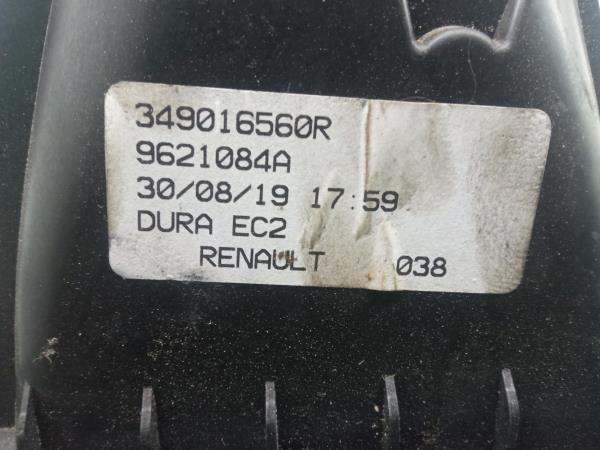 349016560R
9621084A
30/08/19 17:59
DURA EC2
RENAULT 038